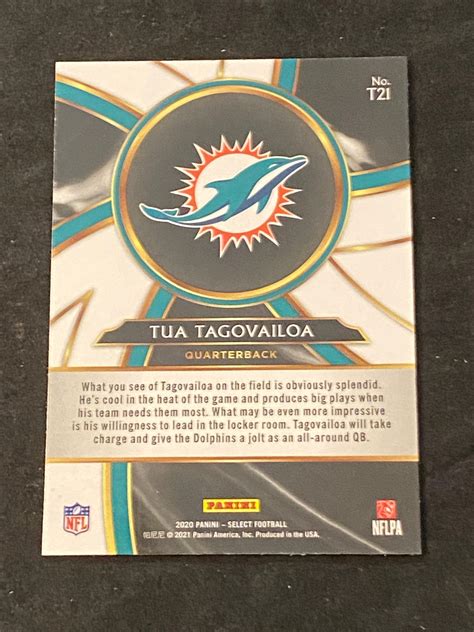 No.
T21
TUA TAGOVAILOA
QUARTERBACK
What you see of Tagovailoa on the field is obviously splendid.
He's cool in the heat of the game and produces big plays when
his team needs them most. What may be even more impressive
is his willingness to lead in the locker room. Tagovailoa will take
charge and give the Dolphins a jolt as an all-around QB.
NFL
PANINI
NFLPA
2020 PANINI – SELECT FOOTBALL
帕尼尼 © 2021 Panini America, Inc. Produced in the USA.